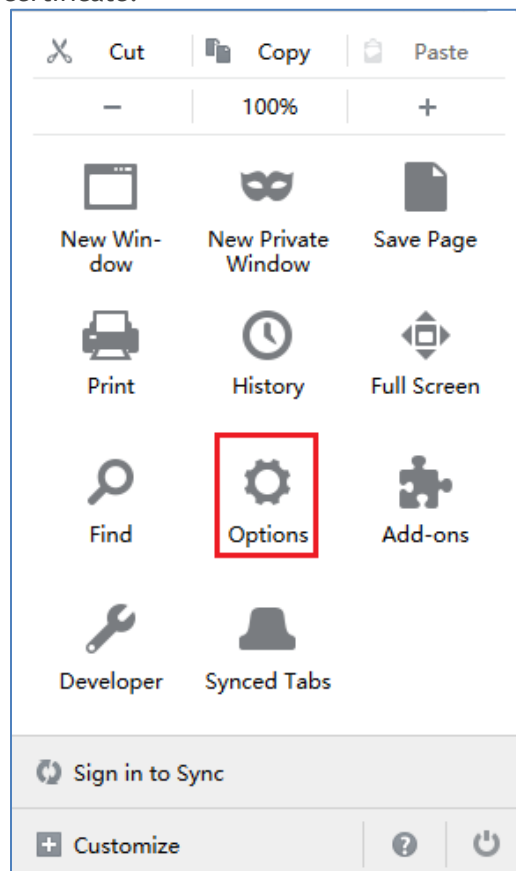 certificate.
Cut Copy Paste
− 100% +
New Win-
dow
New Private
Window
Save Page
Print History Full Screen
Find Options Add-ons
Developer Synced Tabs
Sign in to Sync
Customize